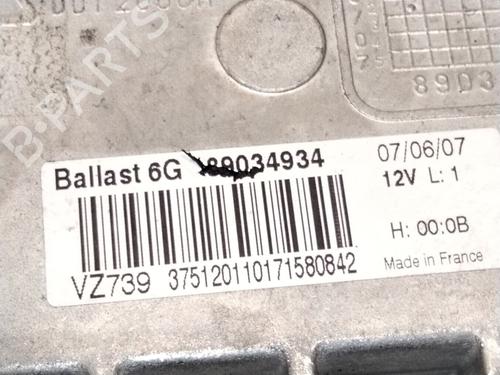 8903
Ballast 6G 89034934
07/06/07
12V L: 1
H: 00:0B
VZ739 375120110171580842
Made in France
B-PARTS